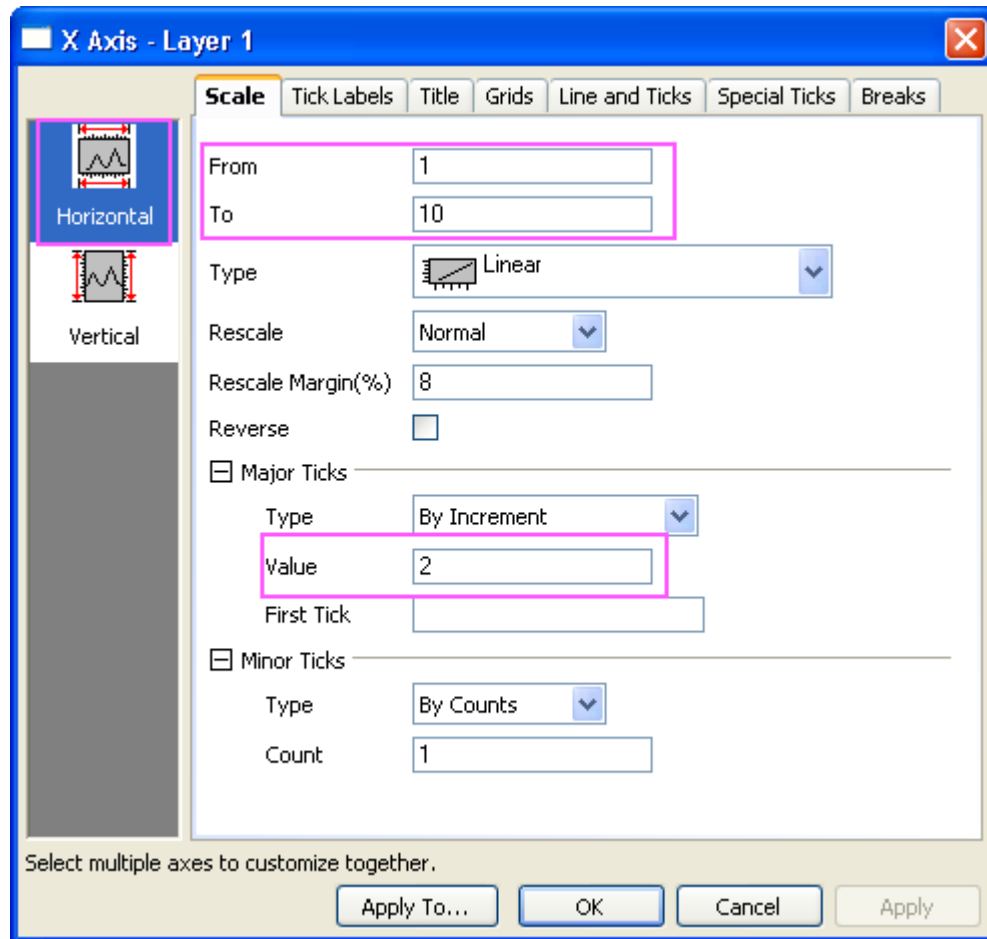 X Axis - Layer 1
Scale Tick Labels Title Grids Line and Ticks Special Ticks Breaks
Horizontal
Vertical
From 1
To 10
Type Linear
Rescale Normal
Rescale Margin(%) 8
Reverse
Major Ticks
Type By Increment
Value 2
First Tick
Minor Ticks
Type By Counts
Count 1
Select multiple axes to customize together.
Apply To... OK Cancel Apply